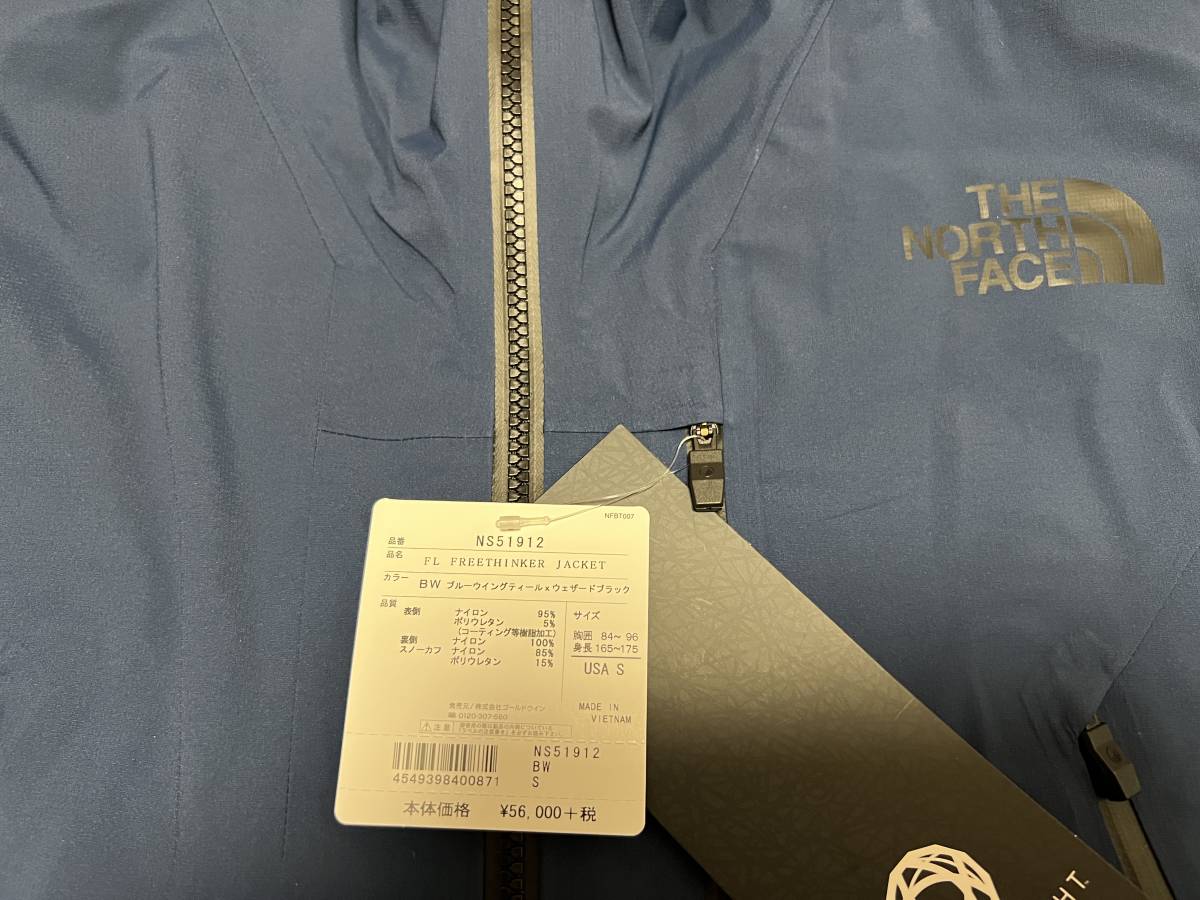 THE
NORTH
FACE
NFBT007
品番 NS51912
品名 FL FREETHINKER JACKET
カラー BW ブルーウイングティール×ウェザードブラック
品質
表側 ナイロン 95%
ポリウレタン 5%
(コーティング等樹脂加工)
裏側 ナイロン 100%
スノーカフ ナイロン 85%
ポリウレタン 15%
サイズ
胸囲 84~ 96
身長 165~175
USA S
MADE IN
VIETNAM
発売元/株式会社ゴールドウイン
0120-307-560
注意
NS51912
BW
S
4549398400871
本体価格 ¥56,000+税
HT.